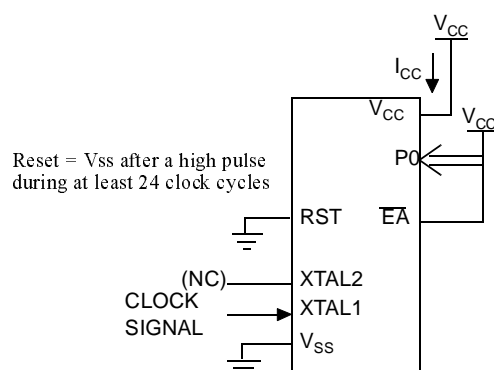 VCC
ICC
VCC
VCC
Reset = Vss after a high pulse
during at least 24 clock cycles
P0
RST
EA
(NC)
XTAL2
CLOCK
SIGNAL
XTAL1
VSS